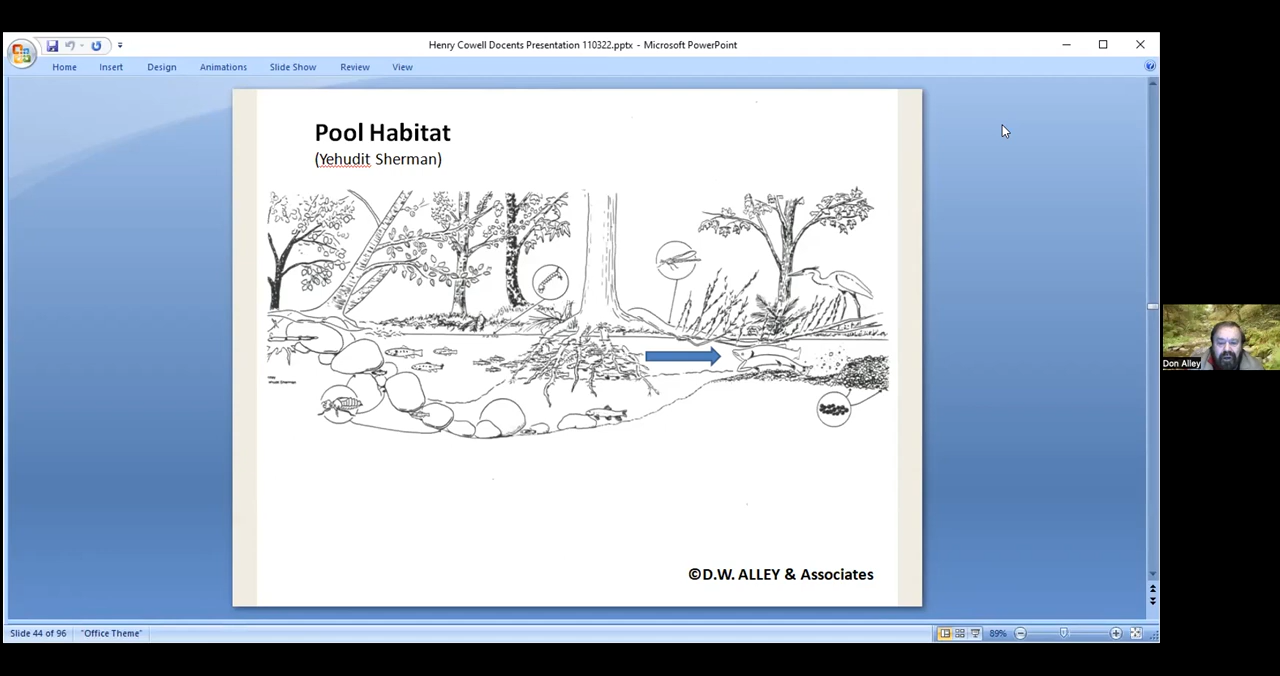 Henry Cowell Docents Presentation 110322.pptx - Microsoft PowerPoint
Home Insert Design Animations Slide Show Review View
Pool Habitat
(Yehudit Sherman)
©D.W. ALLEY & Associates
Don Alley
Slide 44 of 96 "Office Theme" 89%